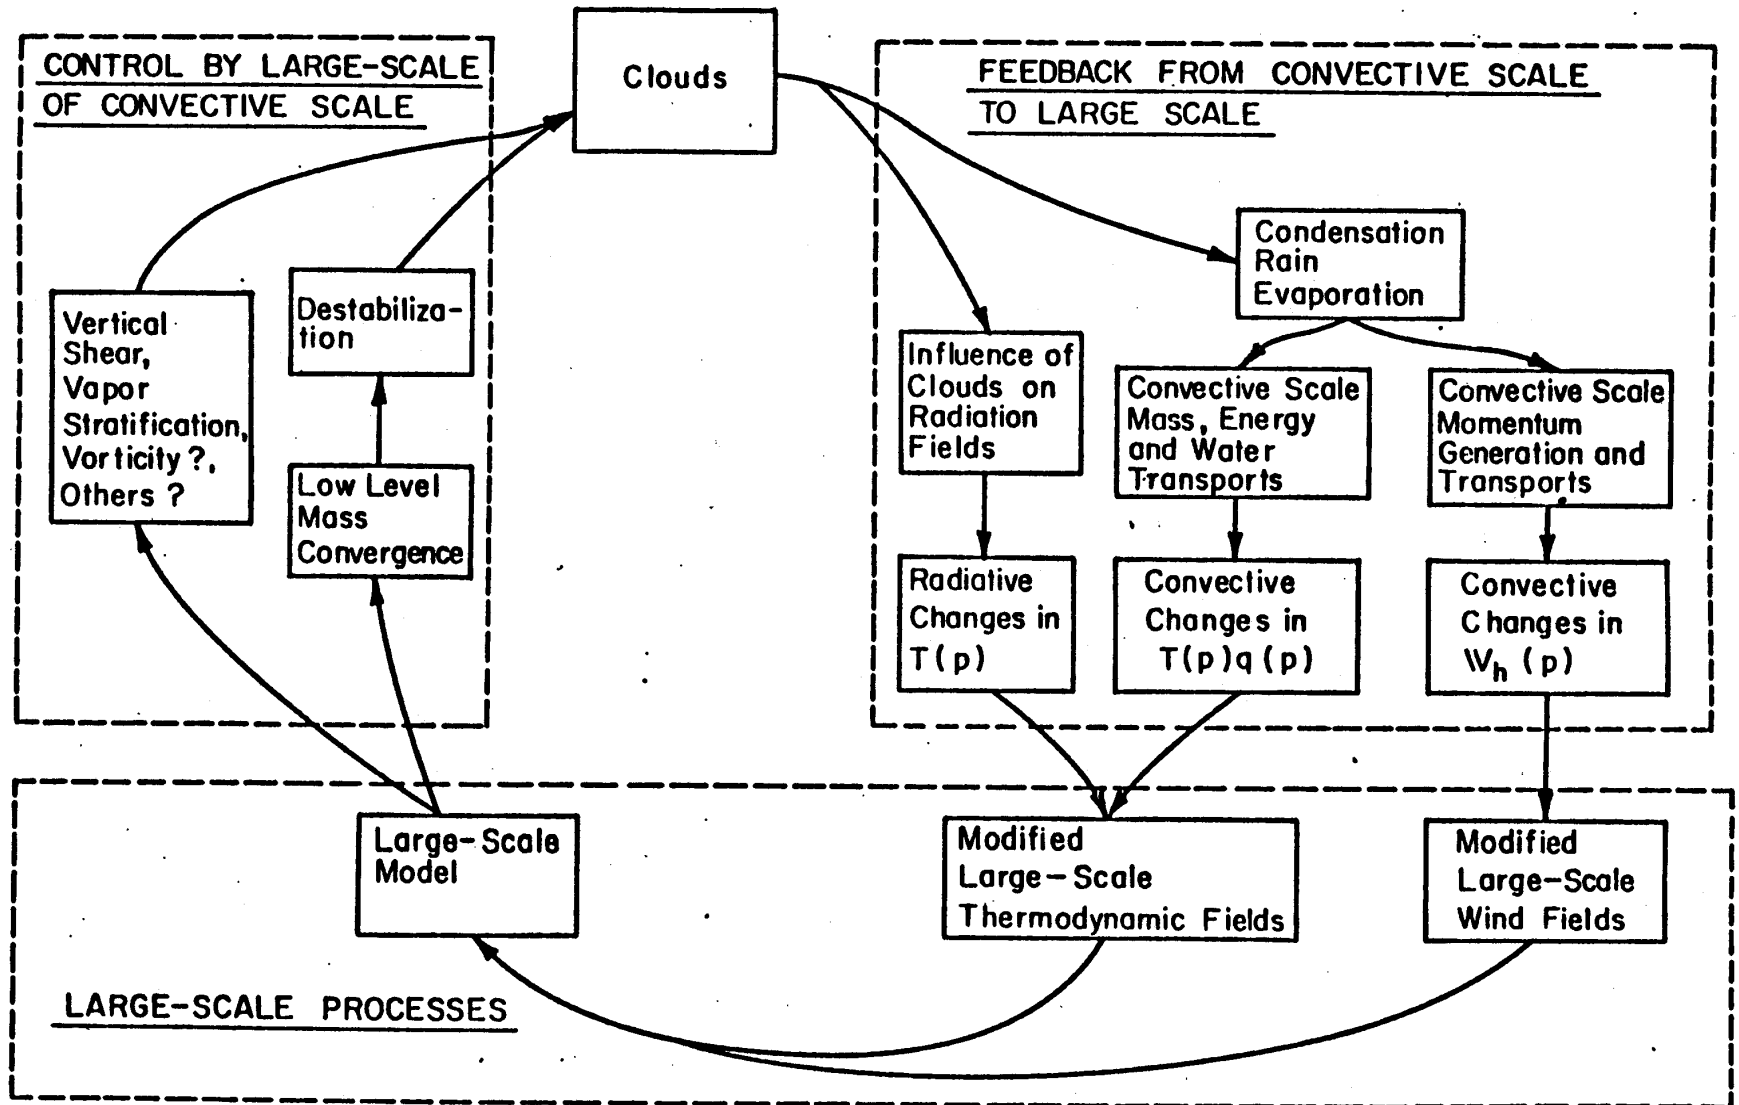 CONTROL BY LARGE-SCALE
OF CONVECTIVE SCALE
Clouds
FEEDBACK FROM CONVECTIVE SCALE
TO LARGE SCALE
Vertical
Shear,
Vapor
Stratification,
Vorticity ?,
Others ?
Destabiliza-
tion
Low Level
Mass
Convergence
Condensation
Rain
Evaporation
Influence of
Clouds on
Radiation
Fields
Convective Scale
Mass, Energy
and Water
Transports
Convective Scale
Momentum
Generation and
Transports
Radiative
Changes in
T(p)
Convective
Changes in
T(p)q(p)
Convective
Changes in
𝕍h (p)
Large-Scale
Model
Modified
Large-Scale
Thermodynamic Fields
Modified
Large-Scale
Wind Fields
LARGE-SCALE PROCESSES